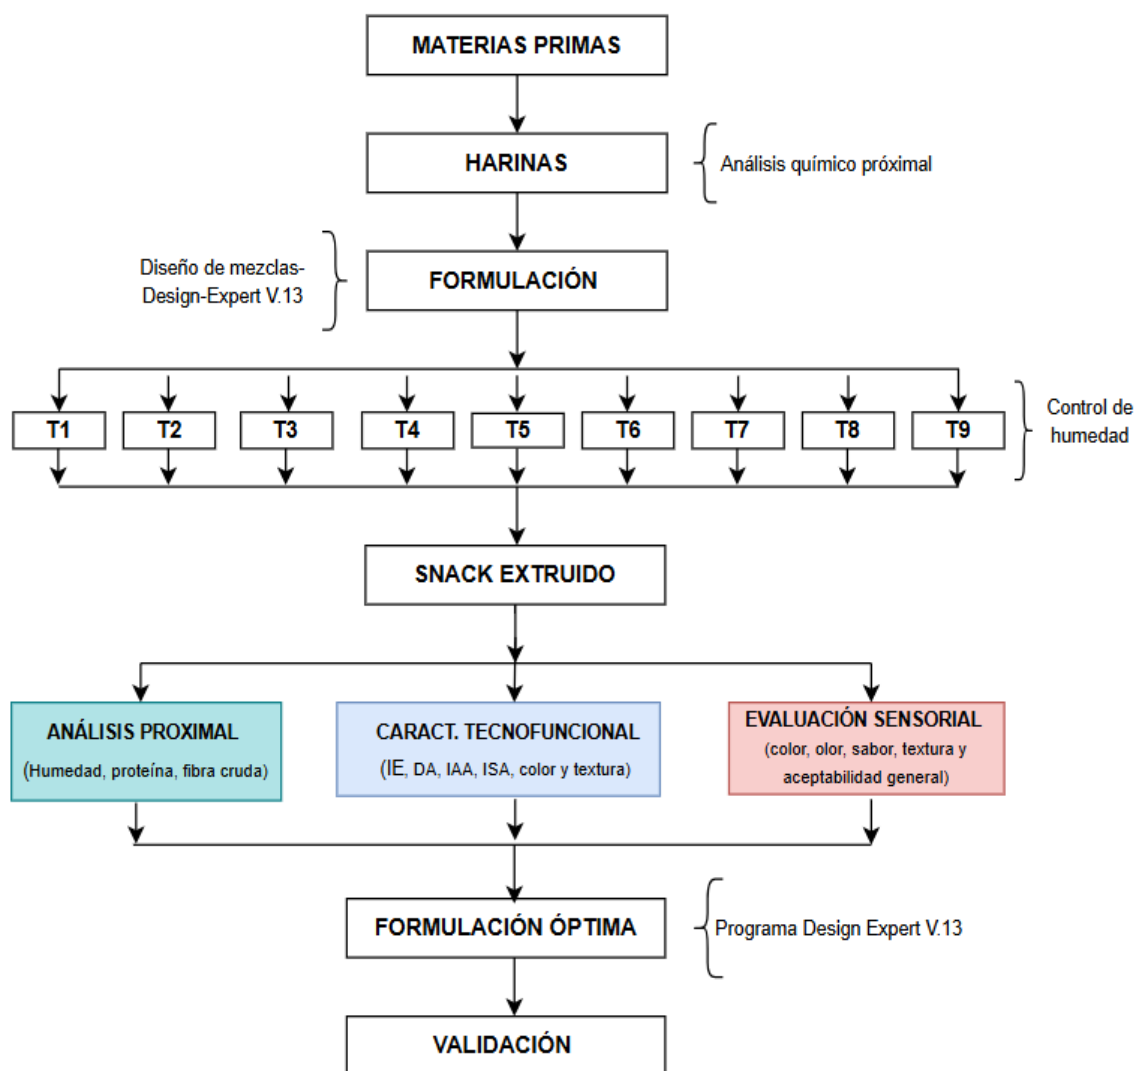 MATERIAS PRIMAS
HARINAS
Análisis químico próximal
Diseño de mezclas-
Design-Expert V.13
FORMULACIÓN
T1 T2 T3 T4 T5 T6 T7 T8 T9
Control de
humedad
SNACK EXTRUIDO
ANÁLISIS PROXIMAL
(Humedad, proteína, fibra cruda)
CARACT. TECNOFUNCIONAL
(IE, DA, IAA, ISA, color y textura)
EVALUACIÓN SENSORIAL
(color, olor, sabor, textura y
aceptabilidad general)
FORMULACIÓN ÓPTIMA
Programa Design Expert V.13
VALIDACIÓN